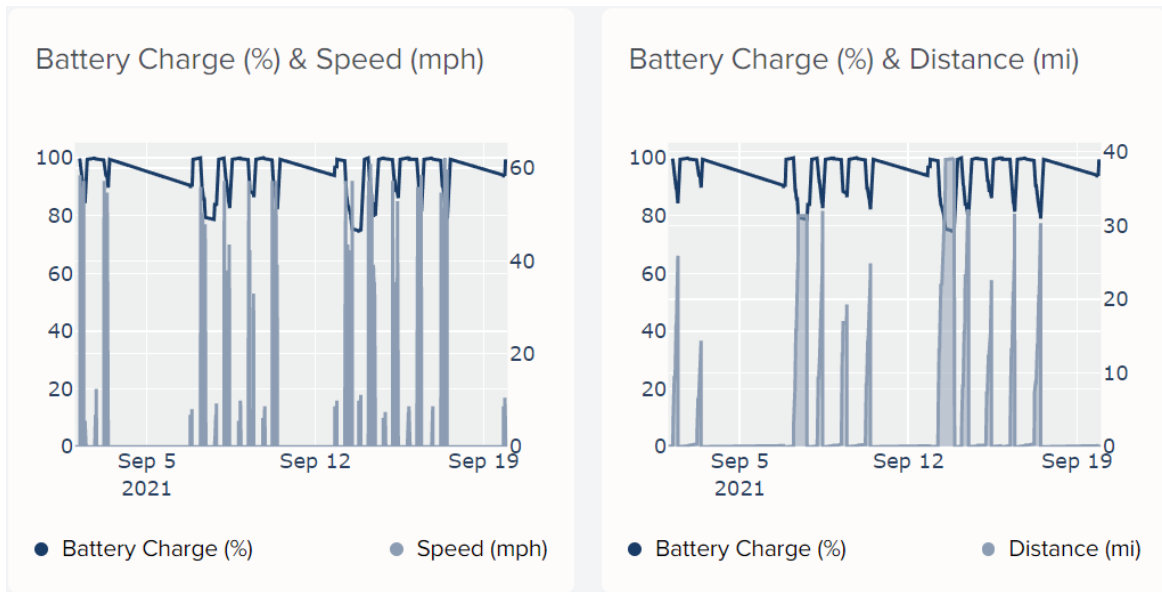 Battery Charge (%) & Speed (mph)
100
80
60
40
20
0
60
40
20
0
Sep 5
2021
Sep 12
Sep 19
Battery Charge (%)
Speed (mph)
Battery Charge (%) & Distance (mi)
100
80
60
40
20
0
40
30
20
10
0
Sep 5
2021
Sep 12
Sep 19
Battery Charge (%)
Distance (mi)